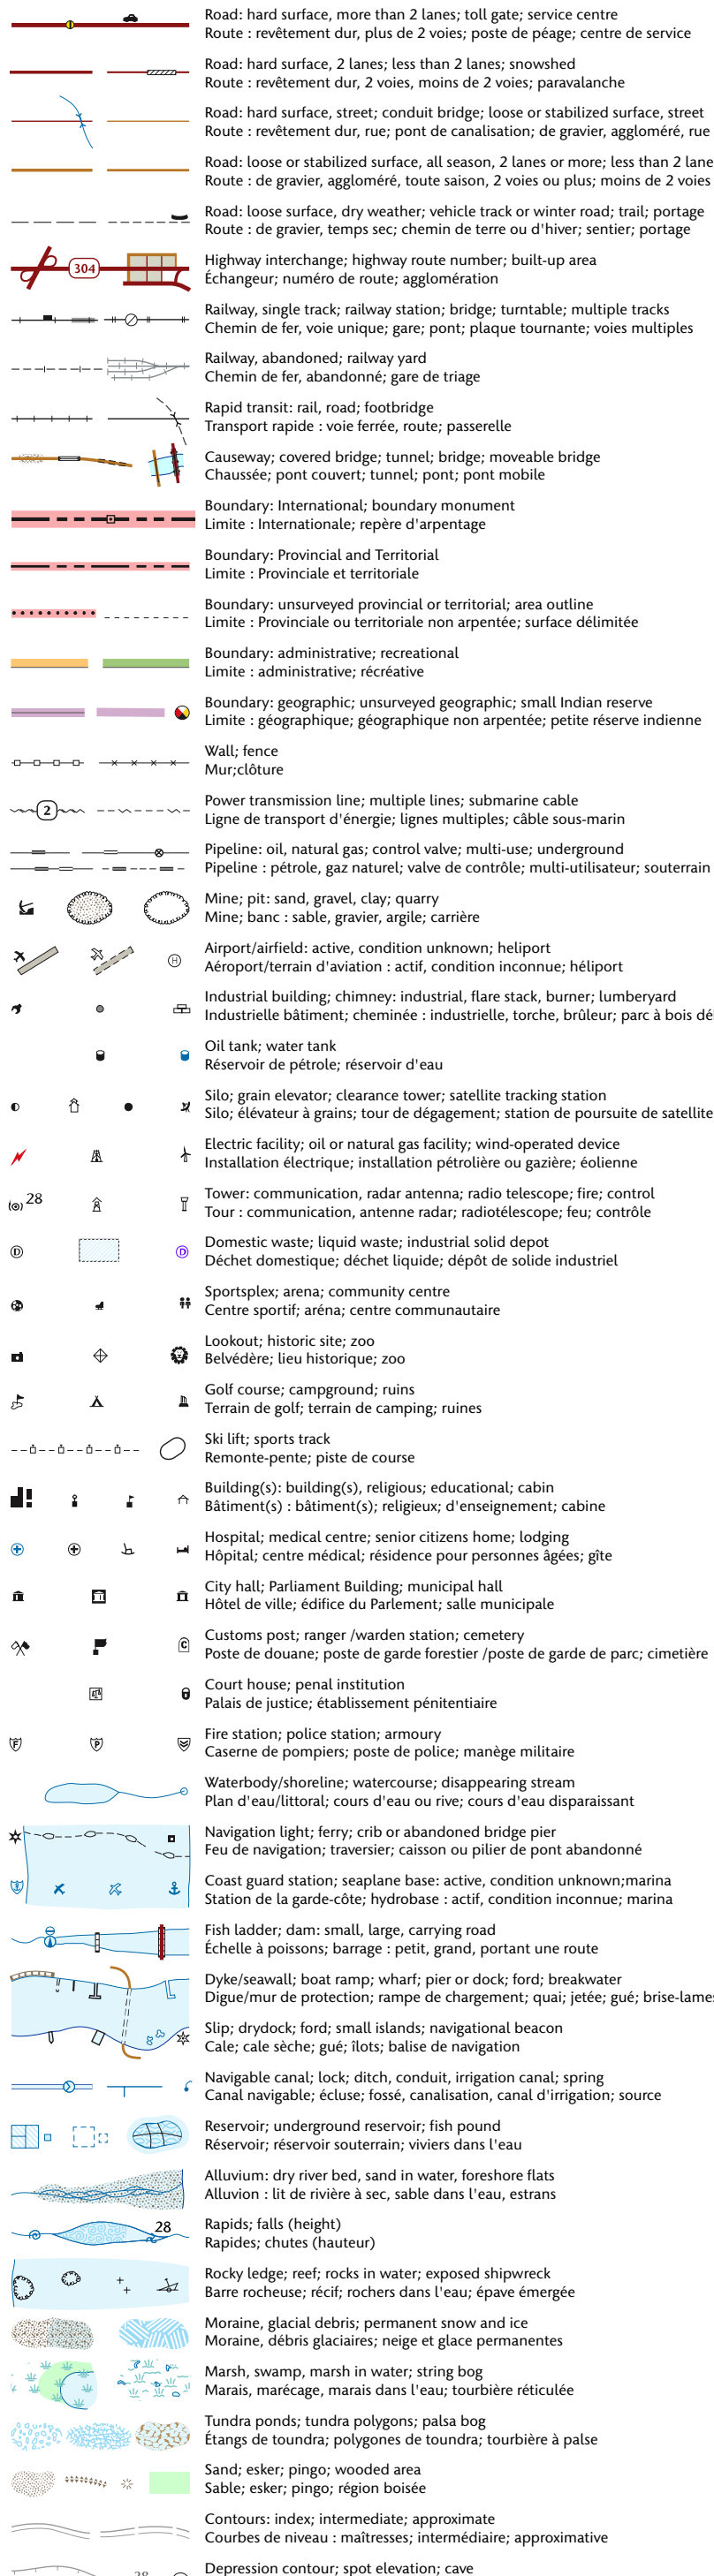 Road: hard surface, more than 2 lanes; toll gate; service centre
Route : revêtement dur, plus de 2 voies; poste de péage; centre de service
Road: hard surface, 2 lanes; less than 2 lanes; snowshed
Route : revêtement dur, 2 voies, moins de 2 voies; paravalanche
Road: hard surface, street; conduit bridge; loose or stabilized surface, street
Route : revêtement dur, rue; pont de canalisation; de gravier, aggloméré, rue
Road: loose or stabilized surface, all season, 2 lanes or more; less than 2 lane
Route : de gravier, aggloméré, toute saison, 2 voies ou plus; moins de 2 voies
Road: loose surface, dry weather; vehicle track or winter road; trail; portage
Route : de gravier, temps sec; chemin de terre ou d'hiver; sentier; portage
304
Highway interchange; highway route number; built-up area
Échangeur; numéro de route; agglomération
Railway, single track; railway station; bridge; turntable; multiple tracks
Chemin de fer, voie unique; gare; pont; plaque tournante; voies multiples
Railway, abandoned; railway yard
Chemin de fer, abandonné; gare de triage
Rapid transit: rail, road; footbridge
Transport rapide : voie ferrée, route; passerelle
Causeway; covered bridge; tunnel; bridge; moveable bridge
Chaussée; pont couvert; tunnel; pont; pont mobile
Boundary: International; boundary monument
Limite : Internationale; repère d'arpentage
Boundary: Provincial and Territorial
Limite : Provinciale et territoriale
Boundary: unsurveyed provincial or territorial; area outline
Limite : Provinciale ou territoriale non arpentée; surface délimitée
Boundary: administrative; recreational
Limite : administrative; récréative
Boundary: geographic; unsurveyed geographic; small Indian reserve
Limite : géographique; géographique non arpentée; petite réserve indienne
Wall; fence
Mur;clôture
2
Power transmission line; multiple lines; submarine cable
Ligne de transport d'énergie; lignes multiples; câble sous-marin
Pipeline: oil, natural gas; control valve; multi-use; underground
Pipeline : pétrole, gaz naturel; valve de contrôle; multi-utilisateur; souterrain
Mine; pit: sand, gravel, clay; quarry
Mine; banc : sable, gravier, argile; carrière
H
Airport/airfield: active, condition unknown; heliport
Aéroport/terrain d'aviation : actif, condition inconnue; héliport
Industrial building; chimney: industrial, flare stack, burner; lumberyard
Industrielle bâtiment; cheminée : industrielle, torche, brûleur; parc à bois dé
Oil tank; water tank
Réservoir de pétrole; réservoir d'eau
Silo; grain elevator; clearance tower; satellite tracking station
Silo; élévateur à grains; tour de dégagement; station de poursuite de satellite
Electric facility; oil or natural gas facility; wind-operated device
Installation électrique; installation pétrolière ou gazière; éolienne
28
Tower: communication, radar antenna; radio telescope; fire; control
Tour : communication, antenne radar; radiotélescope; feu; contrôle
D D
Domestic waste; liquid waste; industrial solid depot
Déchet domestique; déchet liquide; dépôt de solide industriel
Sportsplex; arena; community centre
Centre sportif; aréna; centre communautaire
Lookout; historic site; zoo
Belvédère; lieu historique; zoo
Golf course; campground; ruins
Terrain de golf; terrain de camping; ruines
Ski lift; sports track
Remonte-pente; piste de course
Building(s): building(s), religious; educational; cabin
Bâtiment(s) : bâtiment(s); religieux; d'enseignement; cabine
Hospital; medical centre; senior citizens home; lodging
Hôpital; centre médical; résidence pour personnes âgées; gîte
City hall; Parliament Building; municipal hall
Hôtel de ville; édifice du Parlement; salle municipale
C
Customs post; ranger /warden station; cemetery
Poste de douane; poste de garde forestier /poste de garde de parc; cimetière
Court house; penal institution
Palais de justice; établissement pénitentiaire
F P
Fire station; police station; armoury
Caserne de pompiers; poste de police; manège militaire
Waterbody/shoreline; watercourse; disappearing stream
Plan d'eau/littoral; cours d'eau ou rive; cours d'eau disparaissant
Navigation light; ferry; crib or abandoned bridge pier
Feu de navigation; traversier; caisson ou pilier de pont abandonné
Coast guard station; seaplane base: active, condition unknown;marina
Station de la garde-côte; hydrobase : actif, condition inconnue; marina
Fish ladder; dam: small, large, carrying road
Échelle à poissons; barrage : petit, grand, portant une route
Dyke/seawall; boat ramp; wharf; pier or dock; ford; breakwater
Digue/mur de protection; rampe de chargement; quai; jetée; gué; brise-lames
Slip; drydock; ford; small islands; navigational beacon
Cale; cale sèche; gué; îlots; balise de navigation
Navigable canal; lock; ditch, conduit, irrigation canal; spring
Canal navigable; écluse; fossé, canalisation, canal d'irrigation; source
Reservoir; underground reservoir; fish pound
Réservoir; réservoir souterrain; viviers dans l'eau
Alluvium: dry river bed, sand in water, foreshore flats
Alluvion : lit de rivière à sec, sable dans l'eau, estrans
28
Rapids; falls (height)
Rapides; chutes (hauteur)
Rocky ledge; reef; rocks in water; exposed shipwreck
Barre rocheuse; récif; rochers dans l'eau; épave émergée
Moraine, glacial debris; permanent snow and ice
Moraine, débris glaciaires; neige et glace permanentes
Marsh, swamp, marsh in water; string bog
Marais, marécage, marais dans l'eau; tourbière réticulée
Tundra ponds; tundra polygons; palsa bog
Étangs de toundra; polygones de toundra; tourbière à palse
Sand; esker; pingo; wooded area
Sable; esker; pingo; région boisée
Contours: index; intermediate; approximate
Courbes de niveau : maîtresses; intermédiaire; approximative
Depression contour; spot elevation; cave